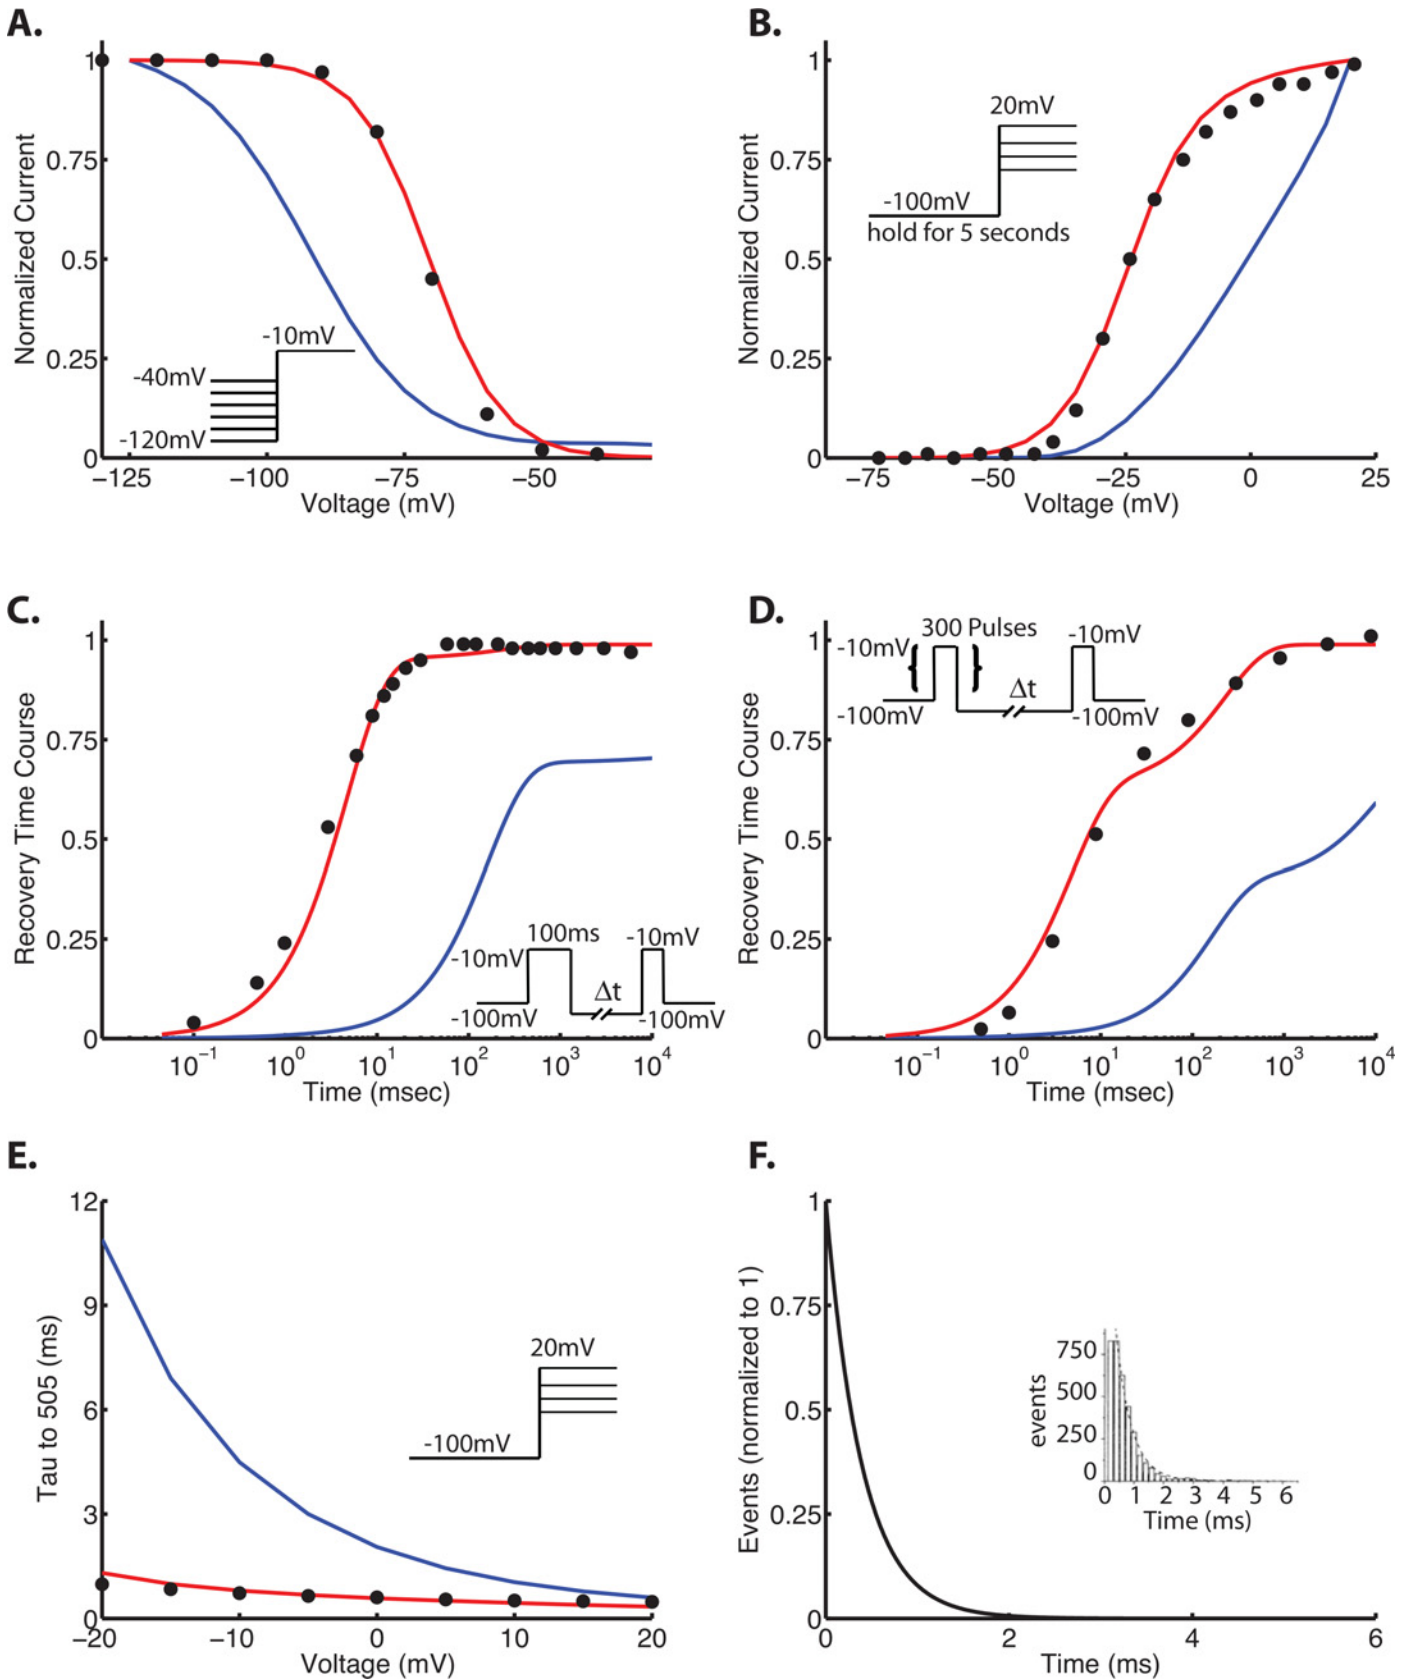 A.
Normalized Current
1
0.75
0.5
0.25
0
−125
−100
−75
−50
Voltage (mV)
-10mV
-40mV
-120mV
B.
Normalized Current
1
0.75
0.5
0.25
0
−75
−50
−25
0
25
Voltage (mV)
20mV
-100mV
hold for 5 seconds
C.
Recovery Time Course
1
0.75
0.5
0.25
0
10⁻¹
10⁰
10¹
10²
10³
10⁴
Time (msec)
100ms
-10mV
-10mV
Δt
-100mV
-100mV
D.
Recovery Time Course
1
0.75
0.5
0.25
0
10⁻¹
10⁰
10¹
10²
10³
10⁴
Time (msec)
300 Pulses
-10mV
-10mV
Δt
-100mV
-100mV
E.
Tau to 505 (ms)
12
9
6
3
0
−20
−10
0
10
20
Voltage (mV)
20mV
-100mV
F.
Events (normalized to 1)
1
0.75
0.5
0.25
0
0
2
4
6
Time (ms)
events
750
500
250
0
0 1 2 3 4 5 6
Time (ms)